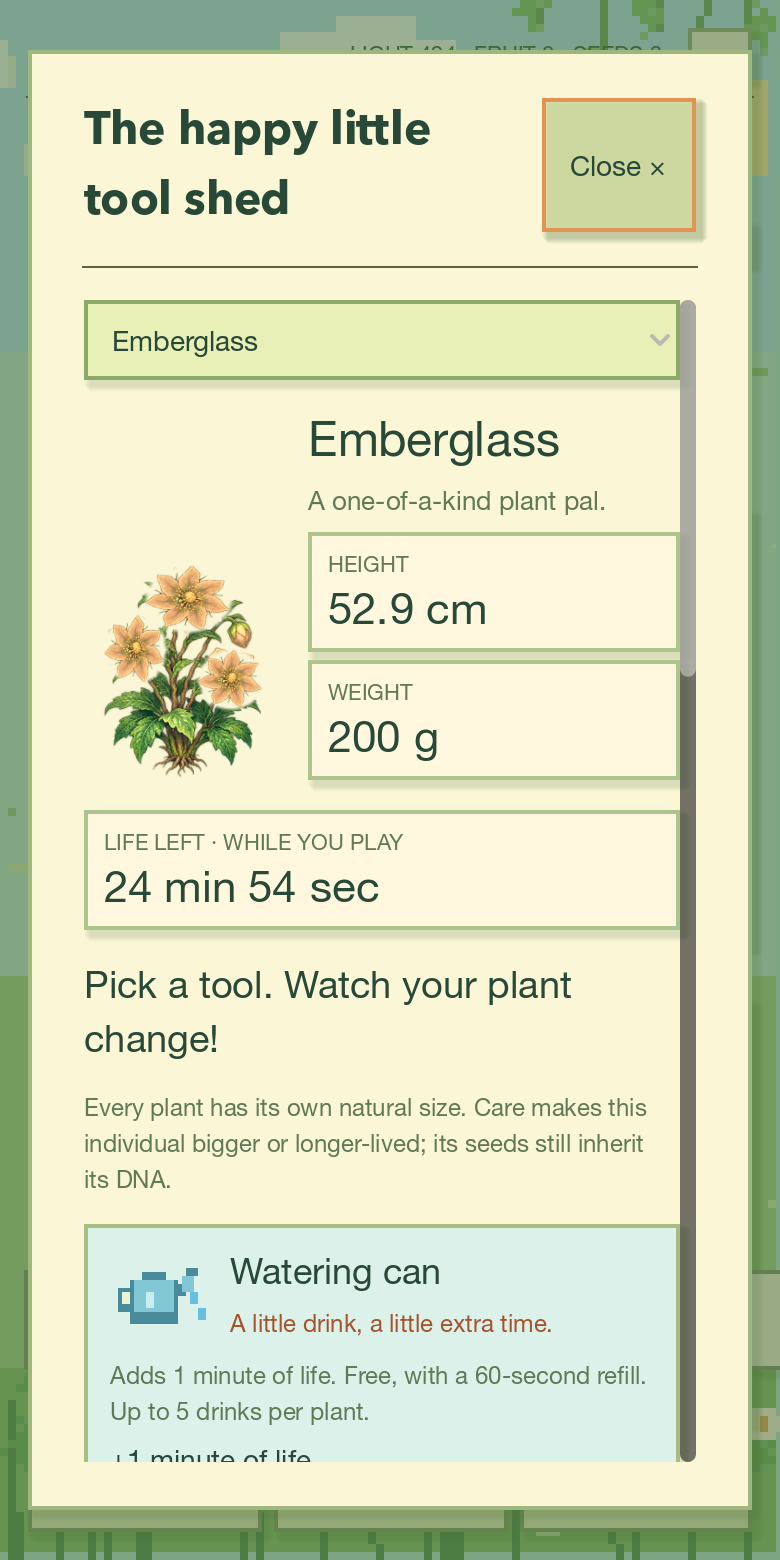 The happy little
tool shed
Close ×
Emberglass
Emberglass
A one-of-a-kind plant pal.
HEIGHT
52.9 cm
WEIGHT
200 g
LIFE LEFT · WHILE YOU PLAY
24 min 54 sec
Pick a tool. Watch your plant
change!
Every plant has its own natural size. Care makes this
individual bigger or longer-lived; its seeds still inherit
its DNA.
Watering can
A little drink, a little extra time.
Adds 1 minute of life. Free, with a 60-second refill.
Up to 5 drinks per plant.
+1 minute of life